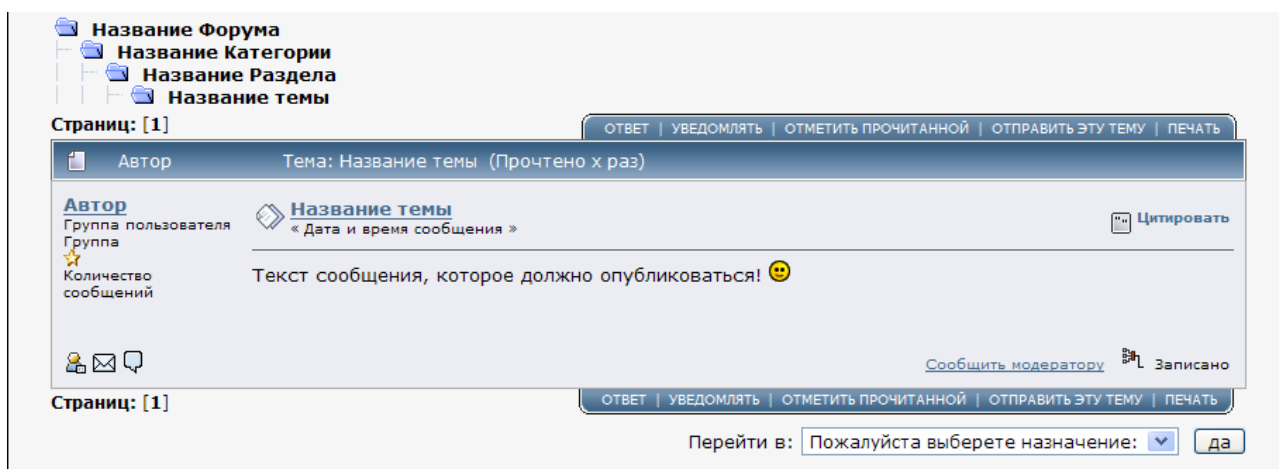 Название Форума
Название Категории
Название Раздела
Название темы
Страниц: [1]
ОТВЕТ | УВЕДОМЛЯТЬ | ОТМЕТИТЬ ПРОЧИТАННОЙ | ОТПРАВИТЬ ЭТУ ТЕМУ | ПЕЧАТЬ
Автор Тема: Название темы (Прочтено x раз)
Автор
Группа пользователя
Группа
Количество
сообщений
Название темы
« Дата и время сообщения »
Цитировать
Текст сообщения, которое должно опубликоваться!
Сообщить модератору Записано
Страниц: [1]
ОТВЕТ | УВЕДОМЛЯТЬ | ОТМЕТИТЬ ПРОЧИТАННОЙ | ОТПРАВИТЬ ЭТУ ТЕМУ | ПЕЧАТЬ
Перейти в: Пожалуйста выберете назначение: да